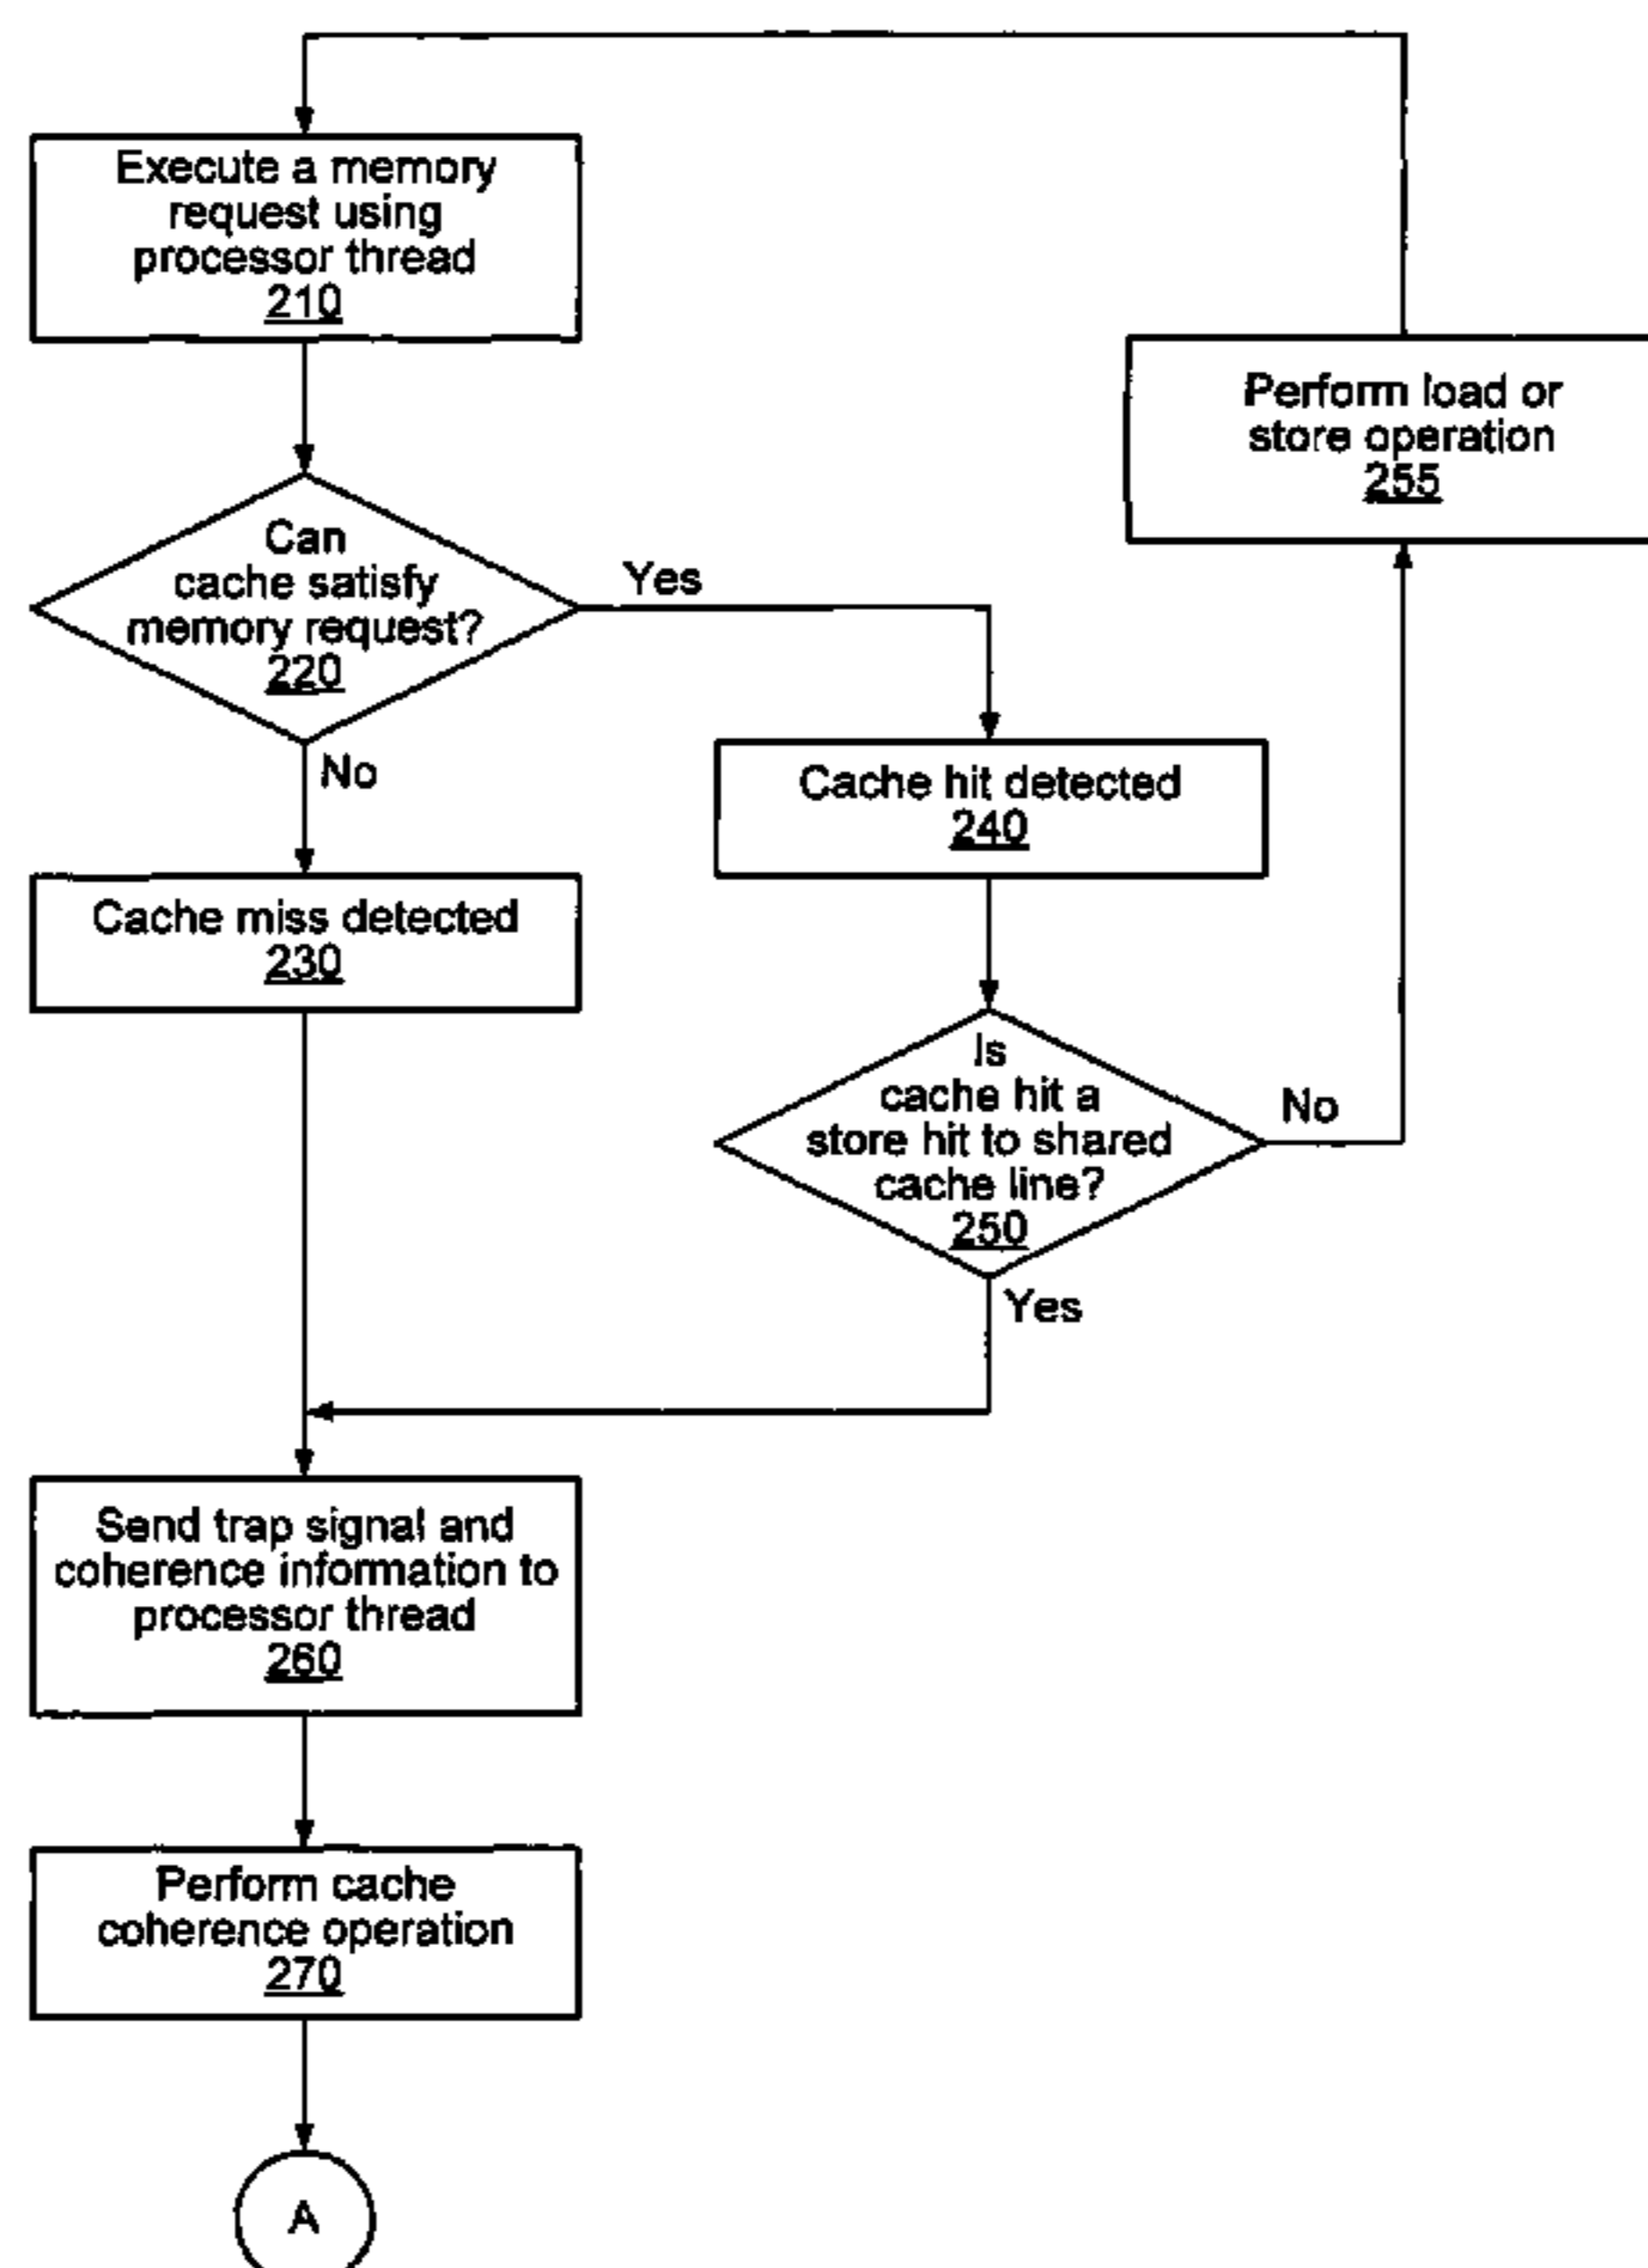 Execute a memory
request using
processor thread
210
Perform load or
store operation
255
Can
cache satisfy
memory request?
220
Yes
No
Cache hit detected
240
Cache miss detected
230
Is
cache hit a
store hit to shared
cache line?
250
No
Yes
Send trap signal and
coherence information to
processor thread
260
Perform cache
coherence operation
270
A